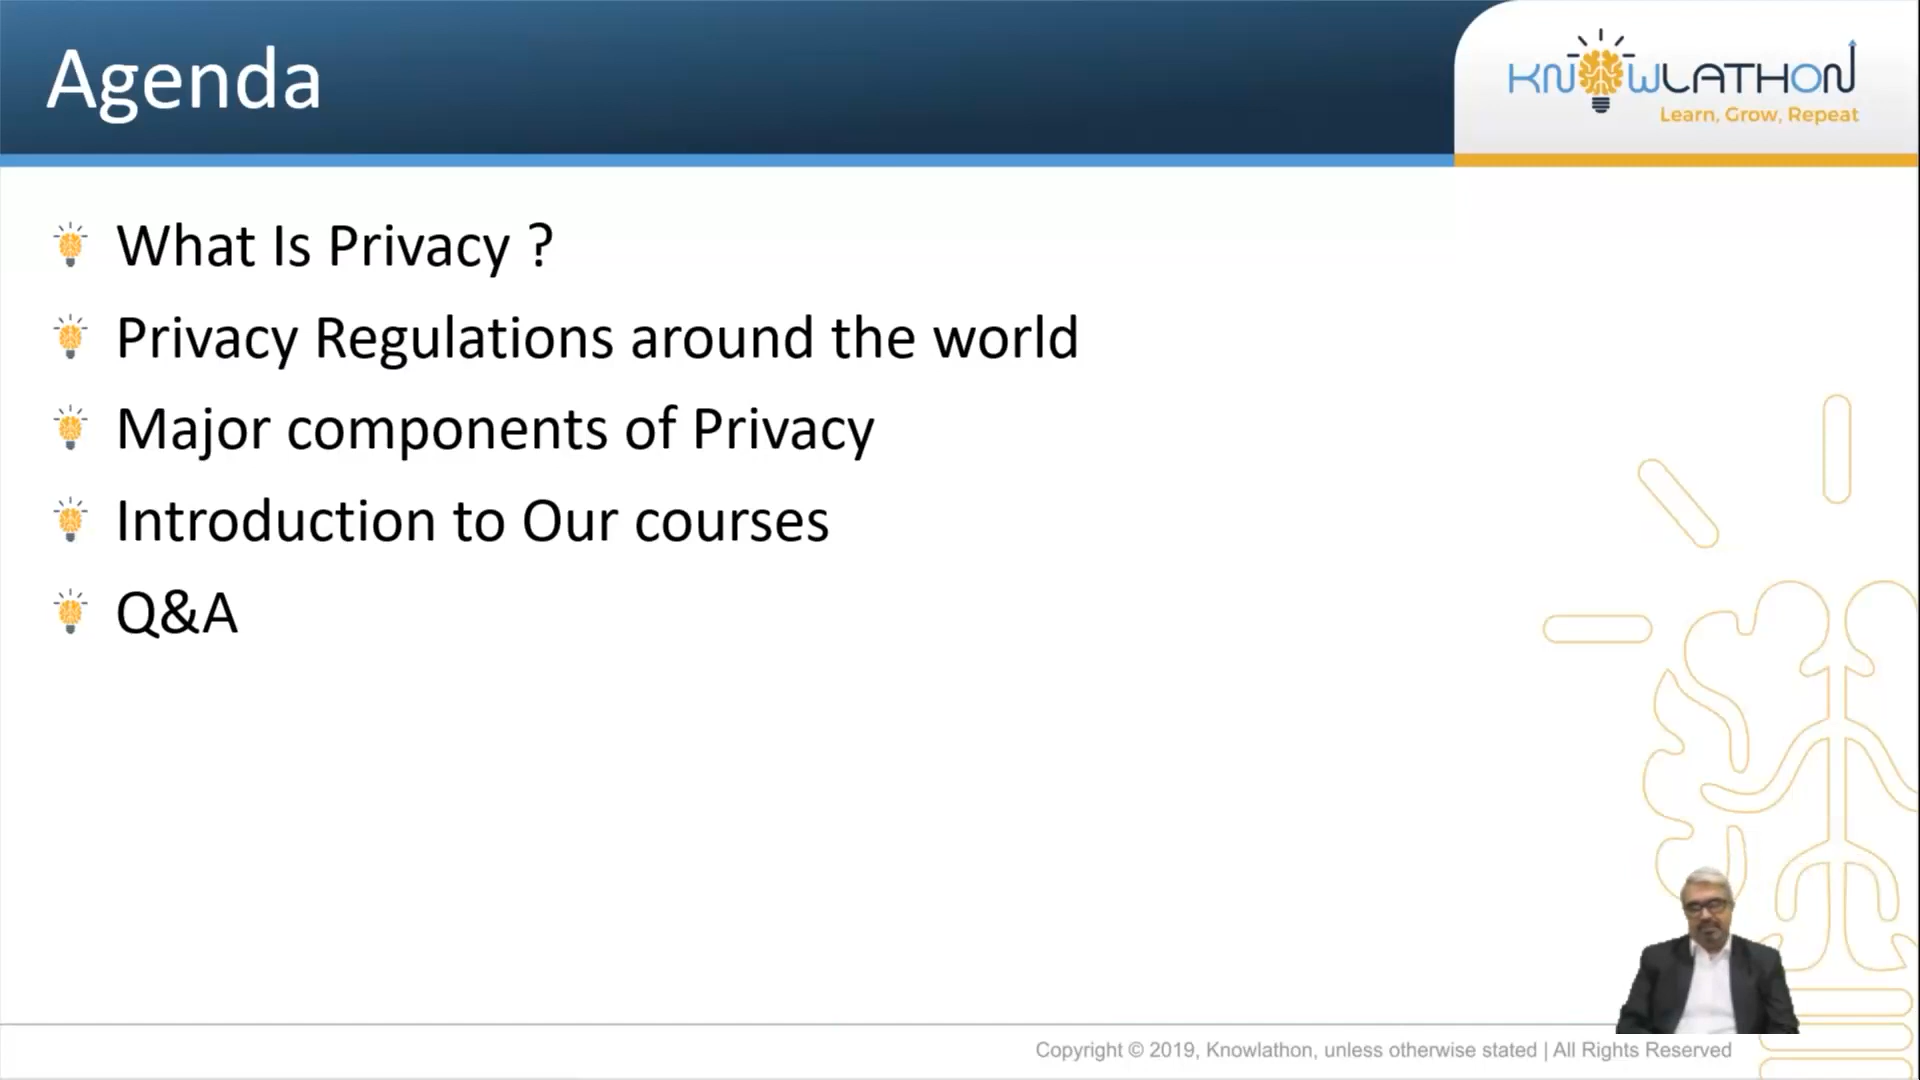 Agenda
KNOWLATHON
Learn, Grow, Repeat
What Is Privacy ?
Privacy Regulations around the world
Major components of Privacy
Introduction to Our courses
Q&A
Copyright © 2019, Knowlathon, unless otherwise stated | All Rights Reserved